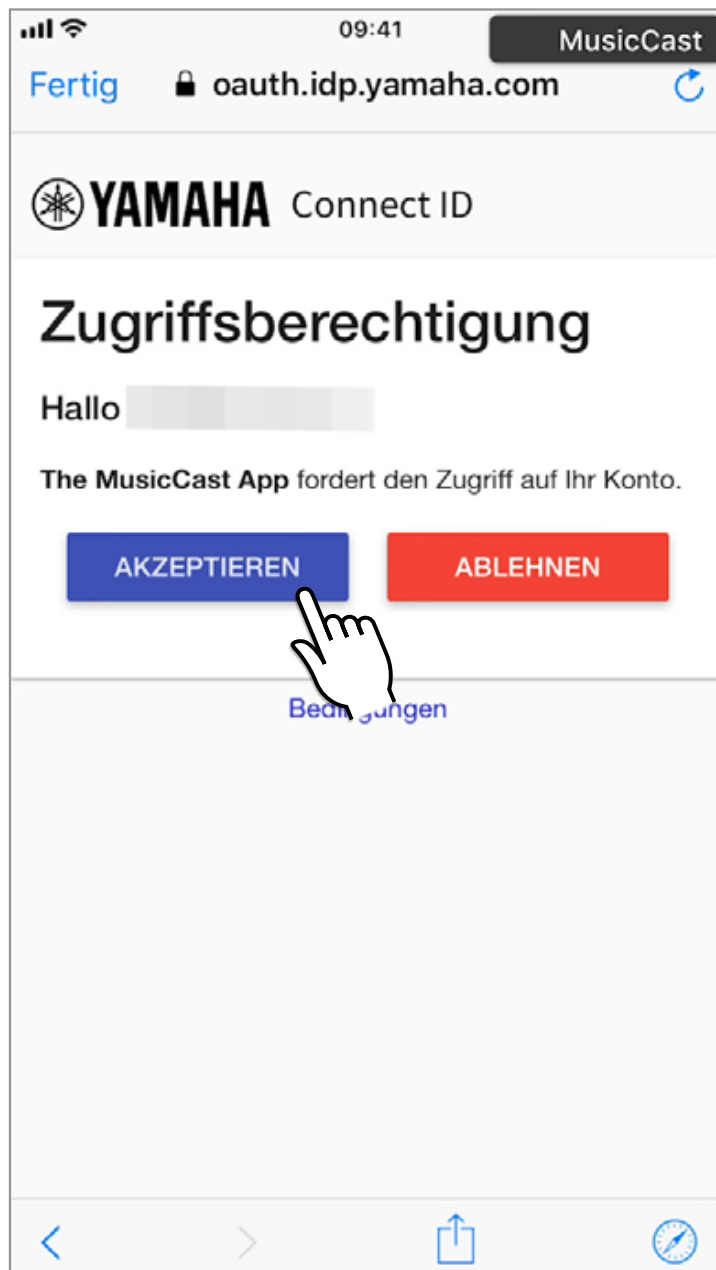 09:41
MusicCast
Fertig oauth.idp.yamaha.com
YAMAHA Connect ID
Zugriffsberechtigung
Hallo
The MusicCast App fordert den Zugriff auf Ihr Konto.
AKZEPTIEREN ABLEHNEN
Bedingungen